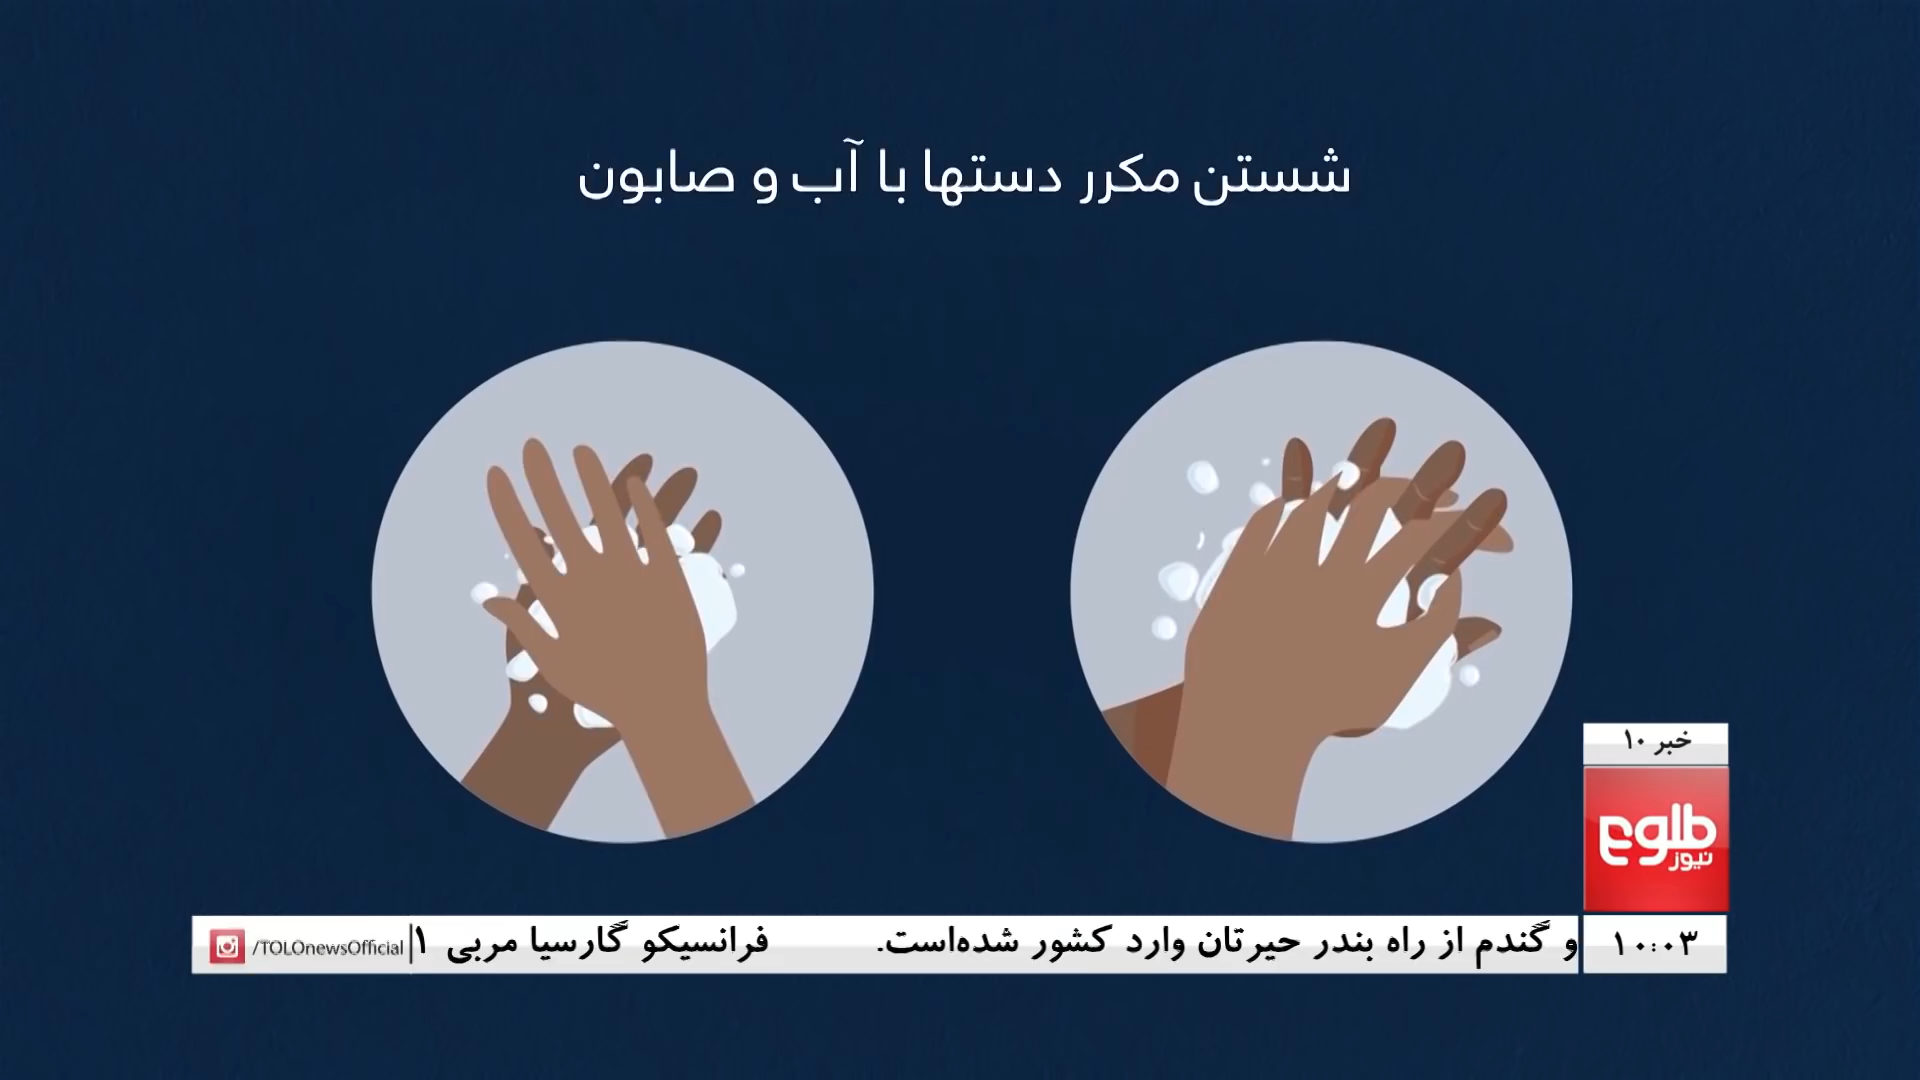 شستن مکرر دستها با آب و صابون
خبر ۱۰
طلوع
نیوز
و گندم از راه بندر حیرتان وارد کشور شده‌است. فرانسیکو گارسیا مربی ۱
/TOLOnewsOfficial
۱۰:۰۳